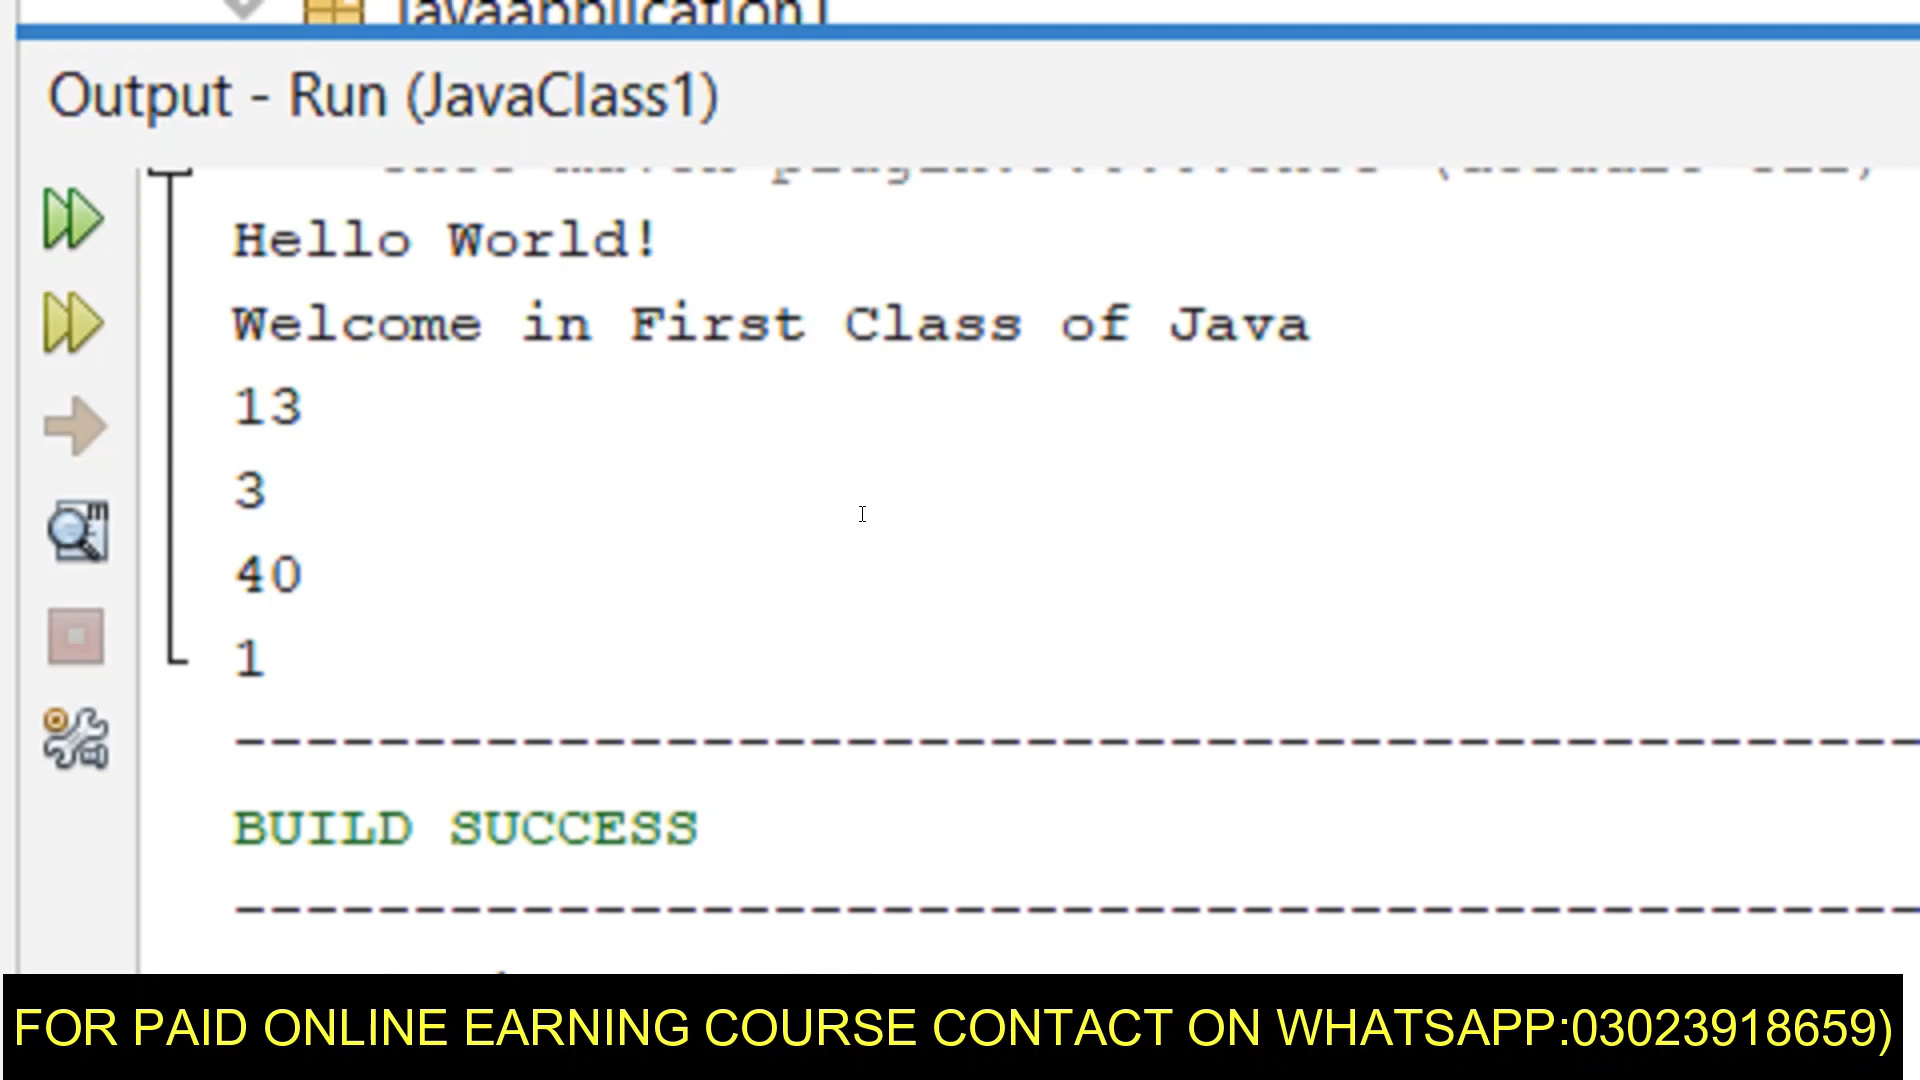 javaapplication1
Output - Run (JavaClass1)
Hello World!
Welcome in First Class of Java
13
3
40
1
------------------------------------------------
BUILD SUCCESS
------------------------------------------------
FOR PAID ONLINE EARNING COURSE CONTACT ON WHATSAPP:03023918659)